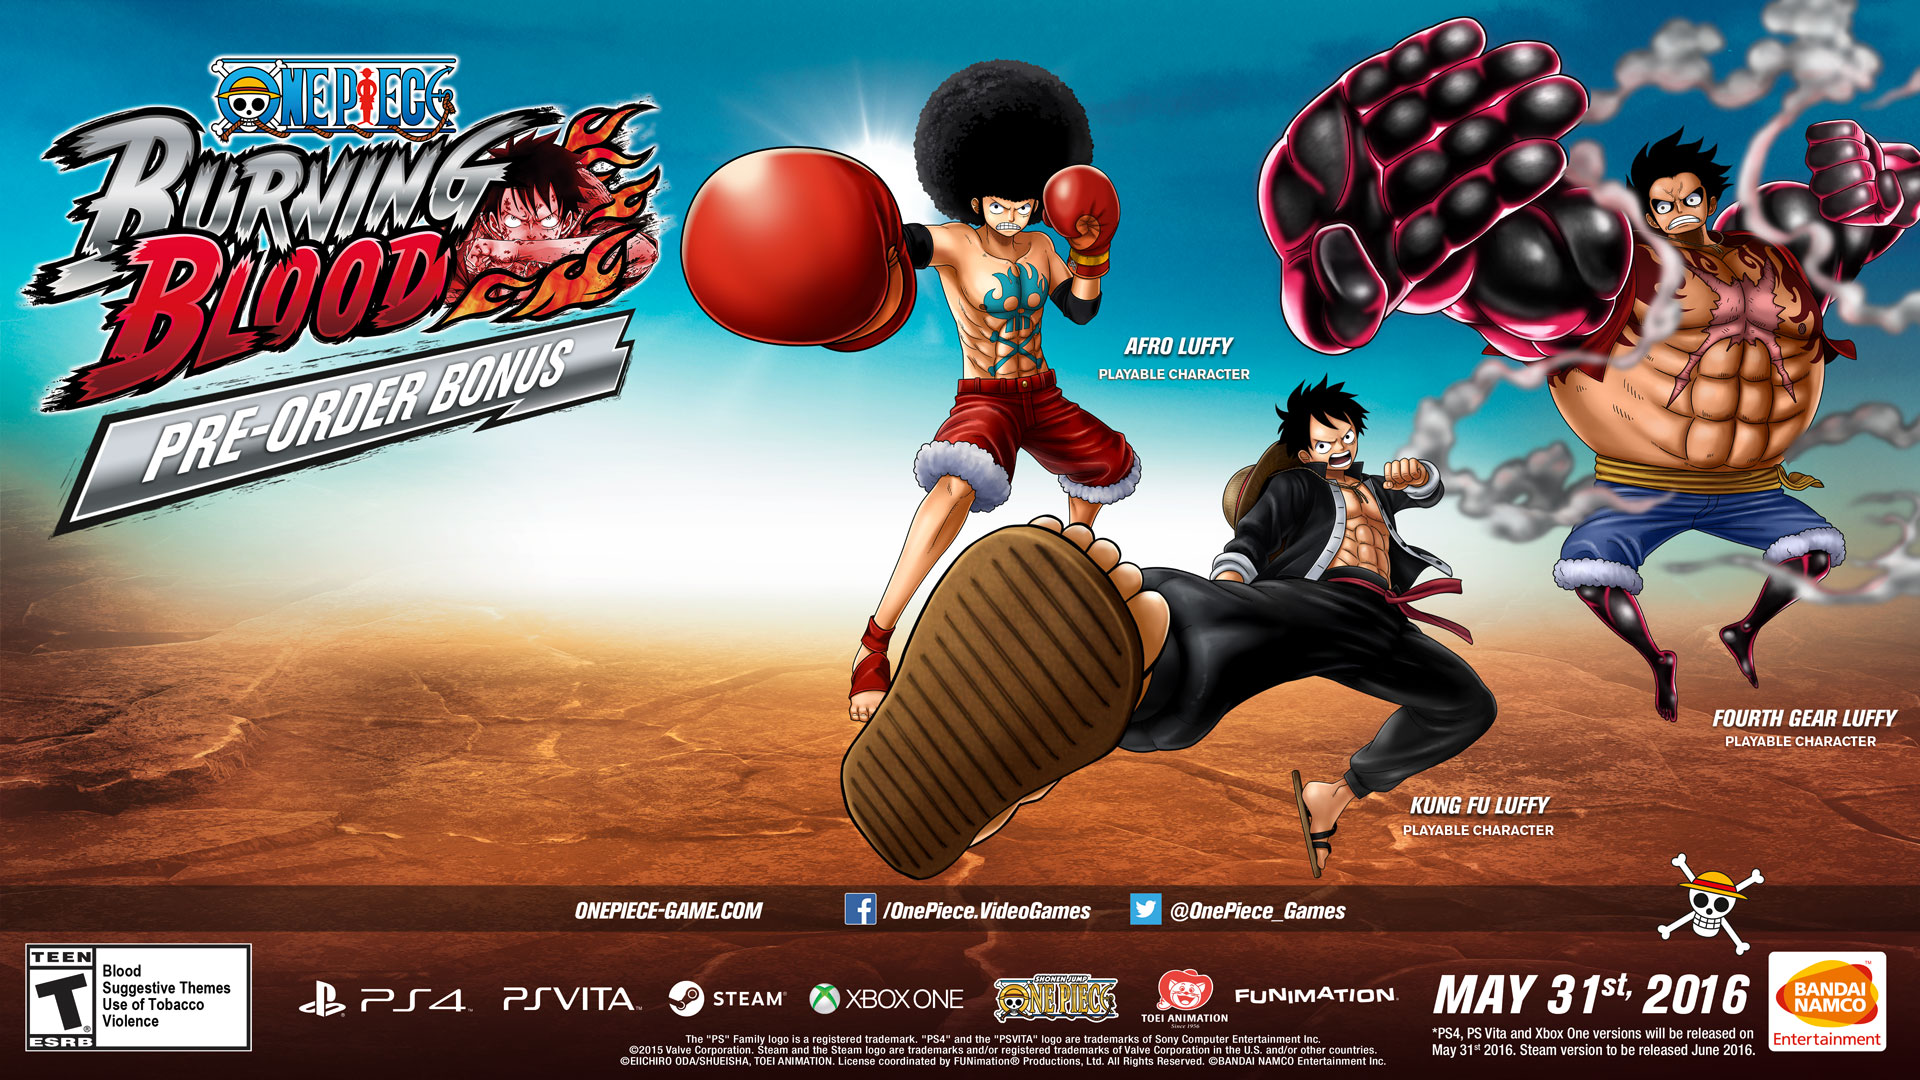 ONE PIECE
BURNING
BLOOD
PRE-ORDER BONUS
AFRO LUFFY
PLAYABLE CHARACTER
FOURTH GEAR LUFFY
PLAYABLE CHARACTER
KUNG FU LUFFY
PLAYABLE CHARACTER
ONEPIECE-GAME.COM
f /OnePiece.VideoGames
@OnePiece_Games
TEEN
T
®
ESRB
Blood
Suggestive Themes
Use of Tobacco
Violence
PS4™
PSVITA™
STEAM®
XBOX ONE
SHONEN JUMP
ONE PIECE
TOEI ANIMATION
Since 1956
FUNIMATION®
MAY 31st, 2016
*PS4, PS Vita and Xbox One versions will be released on
May 31st 2016. Steam version to be released June 2016.
BANDAI
NAMCO
™
Entertainment
The "PS" Family logo is a registered trademark. "PS4" and the "PSVITA" logo are trademarks of Sony Computer Entertainment Inc.
©2015 Valve Corporation. Steam and the Steam logo are trademarks and/or registered trademarks of Valve Corporation in the U.S. and/or other countries.
©EIICHIRO ODA/SHUEISHA, TOEI ANIMATION. License coordinated by FUNimation® Productions, Ltd. All Rights Reserved. ©BANDAI NAMCO Entertainment Inc.